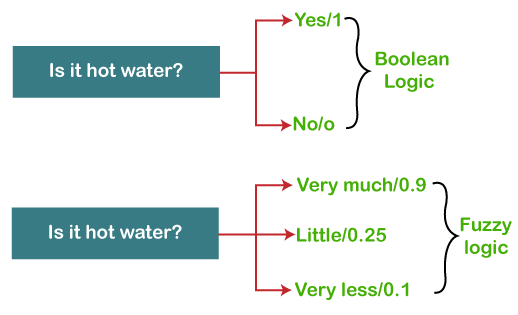 Yes/1
Is it hot water?
Boolean
Logic
No/o
Very much/0.9
Is it hot water?
Little/0.25
Fuzzy
logic
Very less/0.1